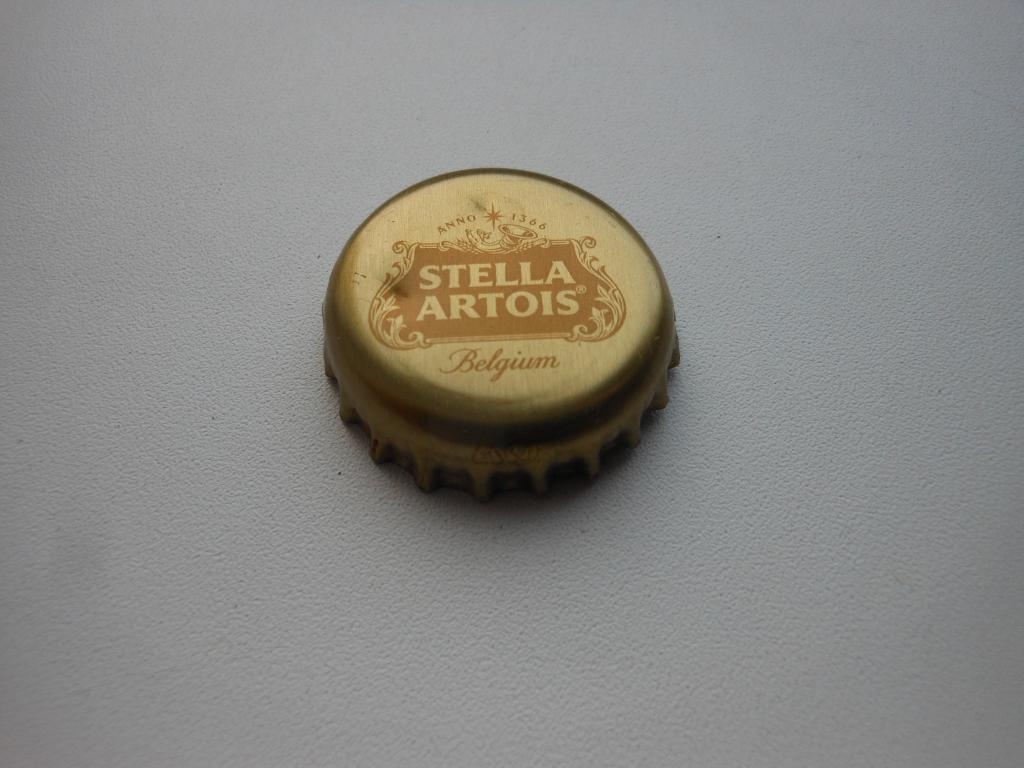 ANNO 1366
STELLA
ARTOIS®
Belgium